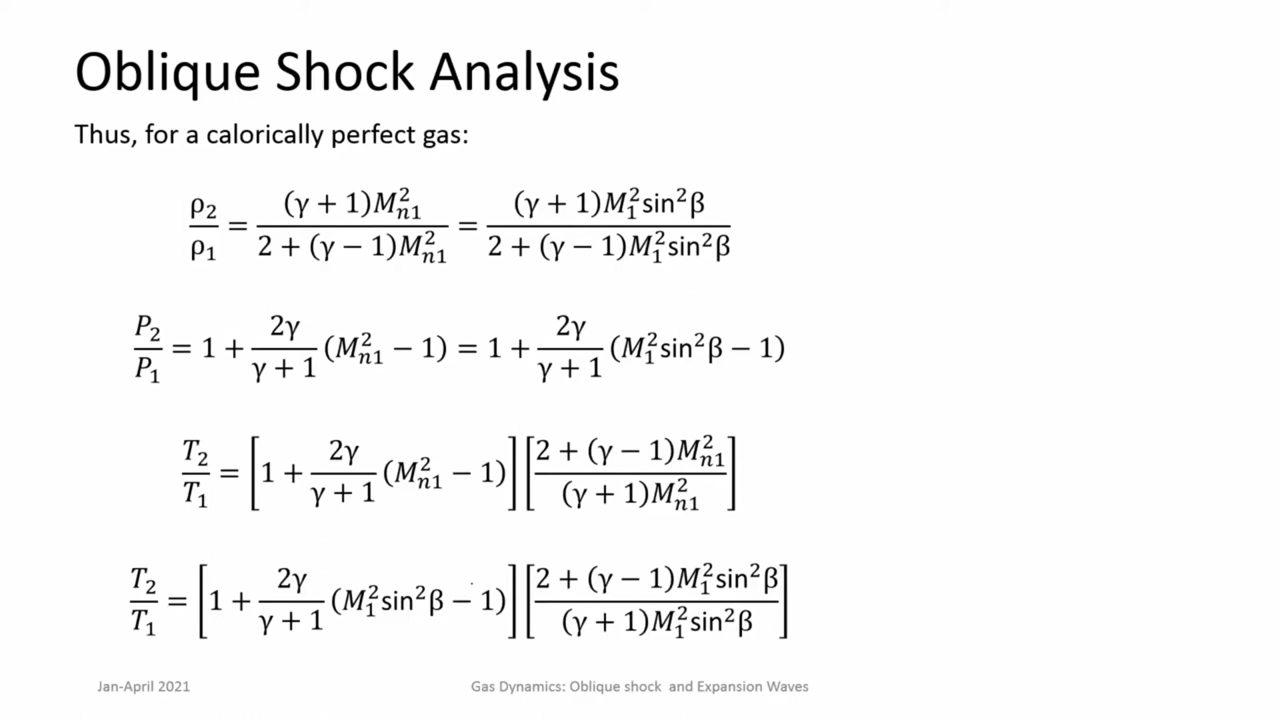 Oblique Shock Analysis
Thus, for a calorically perfect gas:
ρ₂/ρ₁ = (γ + 1)M²ₙ₁ / 2 + (γ − 1)M²ₙ₁ = (γ + 1)M₁²sin²β / 2 + (γ − 1)M₁²sin²β
P₂/P₁ = 1 + 2γ/γ + 1 (M²ₙ₁ − 1) = 1 + 2γ/γ + 1 (M₁²sin²β − 1)
T₂/T₁ = [1 + 2γ/γ + 1 (M²ₙ₁ − 1)] [2 + (γ − 1)M²ₙ₁ / (γ + 1)M²ₙ₁]
T₂/T₁ = [1 + 2γ/γ + 1 (M₁²sin²β − 1)] [2 + (γ − 1)M₁²sin²β / (γ + 1)M₁²sin²β]
Jan-April 2021
Gas Dynamics: Oblique shock and Expansion Waves